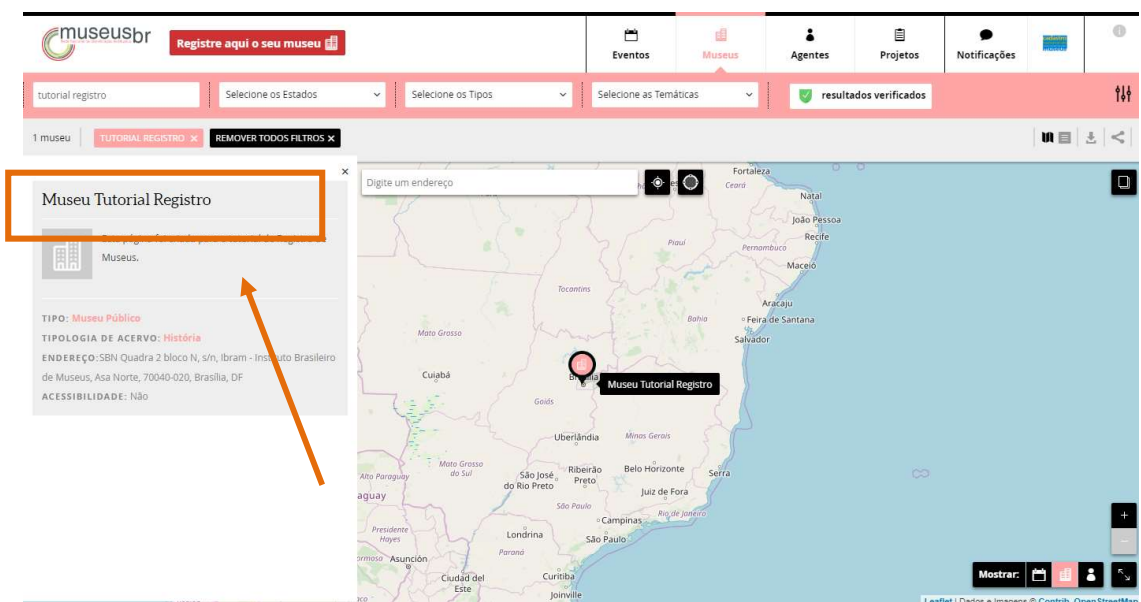 museusbr
Registre aqui o seu museu
Eventos
Museus
Agentes
Projetos
Notificações
tutorial registro
Selecione os Estados
Selecione os Tipos
Selecione as Temáticas
resultados verificados
1 museu
TUTORIAL REGISTRO ×
REMOVER TODOS FILTROS ×
×
Museu Tutorial Registro
Museus.
TIPO: Museu Público
TIPOLOGIA DE ACERVO: História
ENDEREÇO:SBN Quadra 2 bloco N, s/n, Ibram - Instituto Brasileiro
de Museus, Asa Norte, 70040-020, Brasília, DF
ACESSIBILIDADE: Não
Digite um endereço
Fortaleza
Ceará
Natal
João Pessoa
Piauí
Pernambuco
Recife
Maceió
Tocantins
Aracaju
Mato Grosso
Bahia
Feira de Santana
Salvador
Cuiabá
Museu Tutorial Registro
Goiás
Uberlândia
Minas Gerais
Mato Grosso
do Sul
Alto Paraguay
São José
do Rio Preto
Ribeirão
Preto
Belo Horizonte
Serra
Juiz de Fora
São Paulo
Rio de Janeiro
Campinas
São Paulo
Presidente
Hayes
Londrina
Paraná
Asunción
Ciudad del
Este
Curitiba
Joinville
+
−
Mostrar:
Leaflet | Dados e Imagens © Contrib. OpenStreetMap